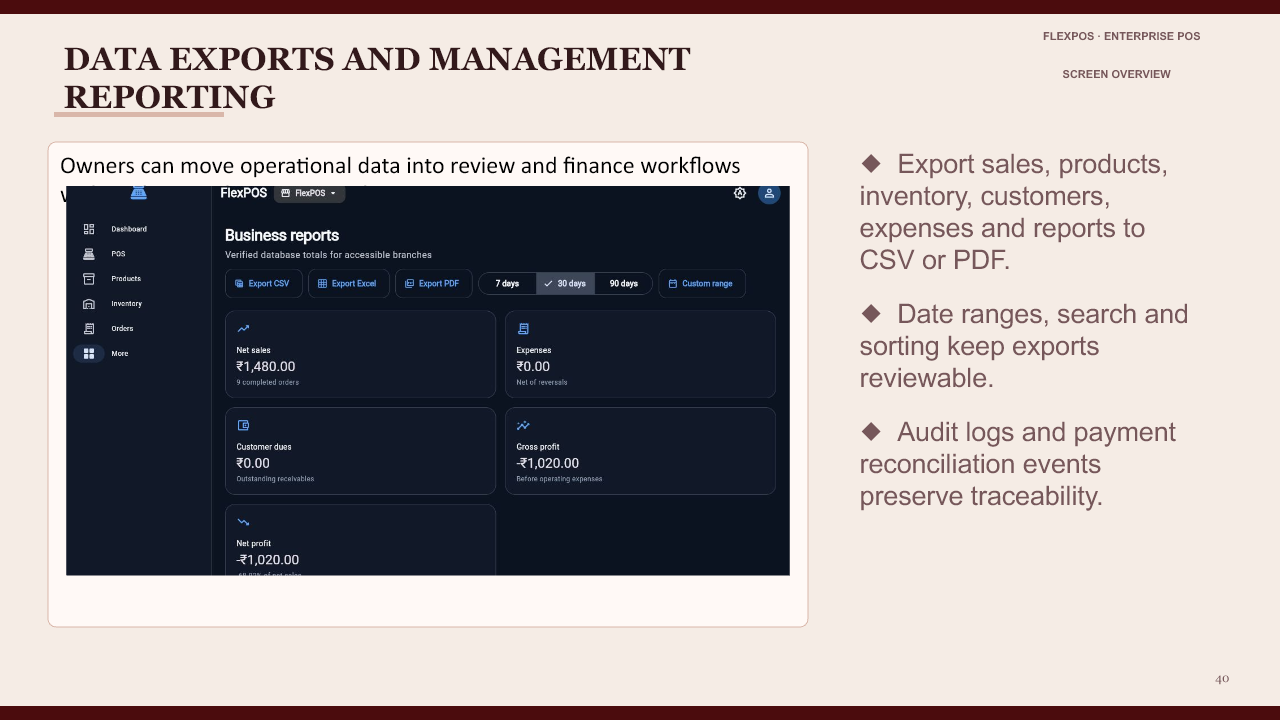 FLEXPOS · ENTERPRISE POS
DATA EXPORTS AND MANAGEMENT
REPORTING
SCREEN OVERVIEW
Owners can move operational data into review and finance workflows
FlexPOS
FlexPOS
Dashboard
POS
Products
Inventory
Orders
More
Business reports
Verified database totals for accessible branches
Export CSV
Export Excel
Export PDF
7 days
30 days
90 days
Custom range
Net sales
₹1,480.00
9 completed orders
Expenses
₹0.00
Net of reversals
Customer dues
₹0.00
Outstanding receivables
Gross profit
-₹1,020.00
Before operating expenses
Net profit
-₹1,020.00
◆ Export sales, products,
inventory, customers,
expenses and reports to
CSV or PDF.
◆ Date ranges, search and
sorting keep exports
reviewable.
◆ Audit logs and payment
reconciliation events
preserve traceability.
40